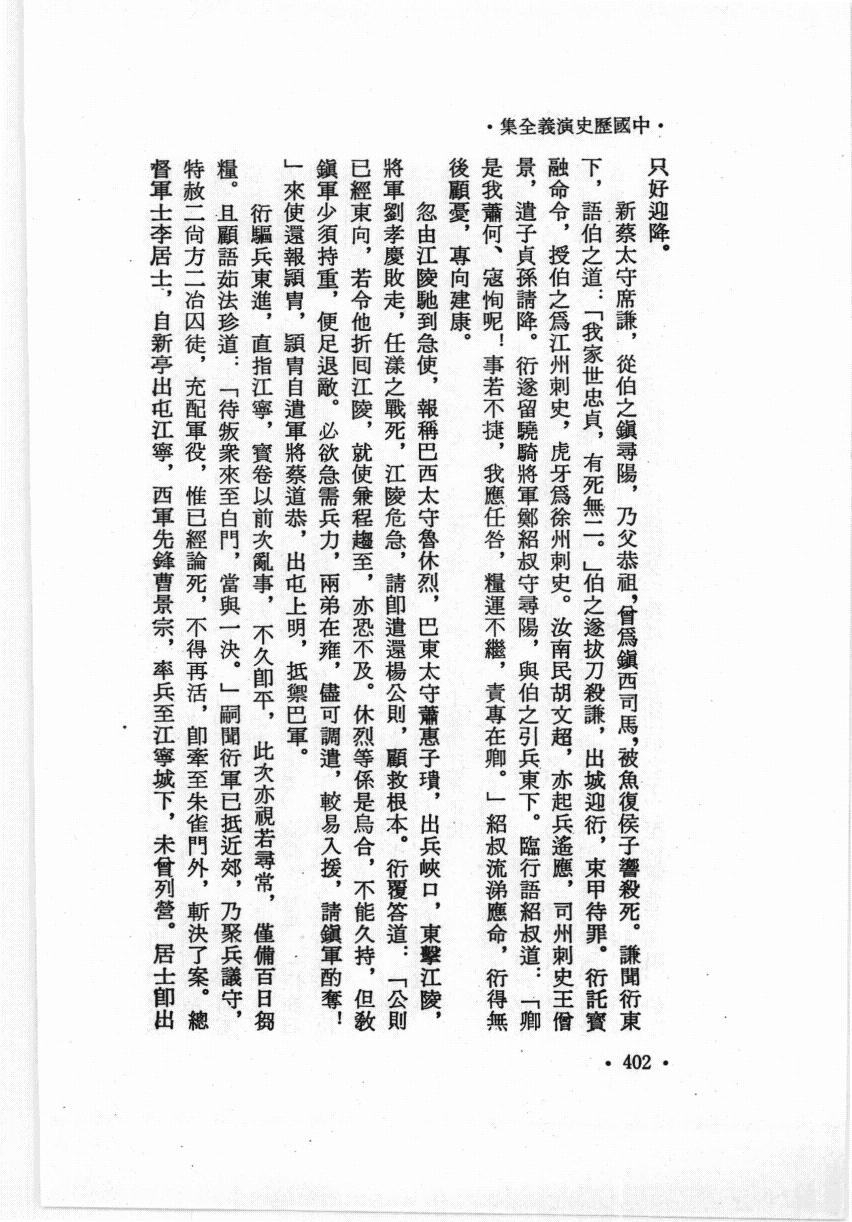 •中國歷史演義全集•
只好迎降。
新蔡太守席謙，從伯之鎭尋陽，乃父恭祖，曾爲鎭西司馬，被魚復侯子響殺死。謙聞衍東
下，語伯之道：「我家世忠貞，有死無二。」伯之遂拔刀殺謙，出城迎衍，束甲待罪。衍託寳
融命令，授伯之爲江州刺史，虎牙爲徐州刺史。汝南民胡文超，亦起兵遙應，司州刺史王僧
景，遣子貞孫請降。衍遂留驍騎將軍鄭紹叔守尋陽，與伯之引兵東下。臨行語紹叔道：「卿
是我蕭何、寇恂呢！事若不捷，我應任咎，糧運不繼，責專在卿。」紹叔流涕應命，衍得無
後顧憂，專向建康。
忽由江陵馳到急使，報稱巴西太守魯休烈，巴東太守蕭惠子璝，出兵峽口，東擊江陵，
將軍劉孝慶敗走，任漾之戰死，江陵危急，請卽遣還楊公則，顧救根本。衍覆答道：「公則
已經東向，若令他折回江陵，就使兼程趨至，亦恐不及。休烈等係是烏合，不能久持，但敎
鎭軍少須持重，便足退敵。必欲急需兵力，兩弟在雍，儘可調遣，較易入援，請鎭軍酌奪！
」來使還報穎冑，穎冑自遣軍將蔡道恭，出屯上明，抵禦巴軍。
衍驅兵東進，直指江寧，寳卷以前次亂事，不久卽平，此次亦視若尋常，僅備百日芻
糧。且顧語茹法珍道：「待叛衆來至白門，當與一決。」嗣聞衍軍已抵近郊，乃聚兵議守，
特赦二尙方二冶囚徒，充配軍役，惟已經論死，不得再活，卽牽至朱雀門外，斬決了案。總
督軍士李居士，自新亭出屯江寧，西軍先鋒曹景宗，率兵至江寧城下，未曾列營。居士卽出
•402•